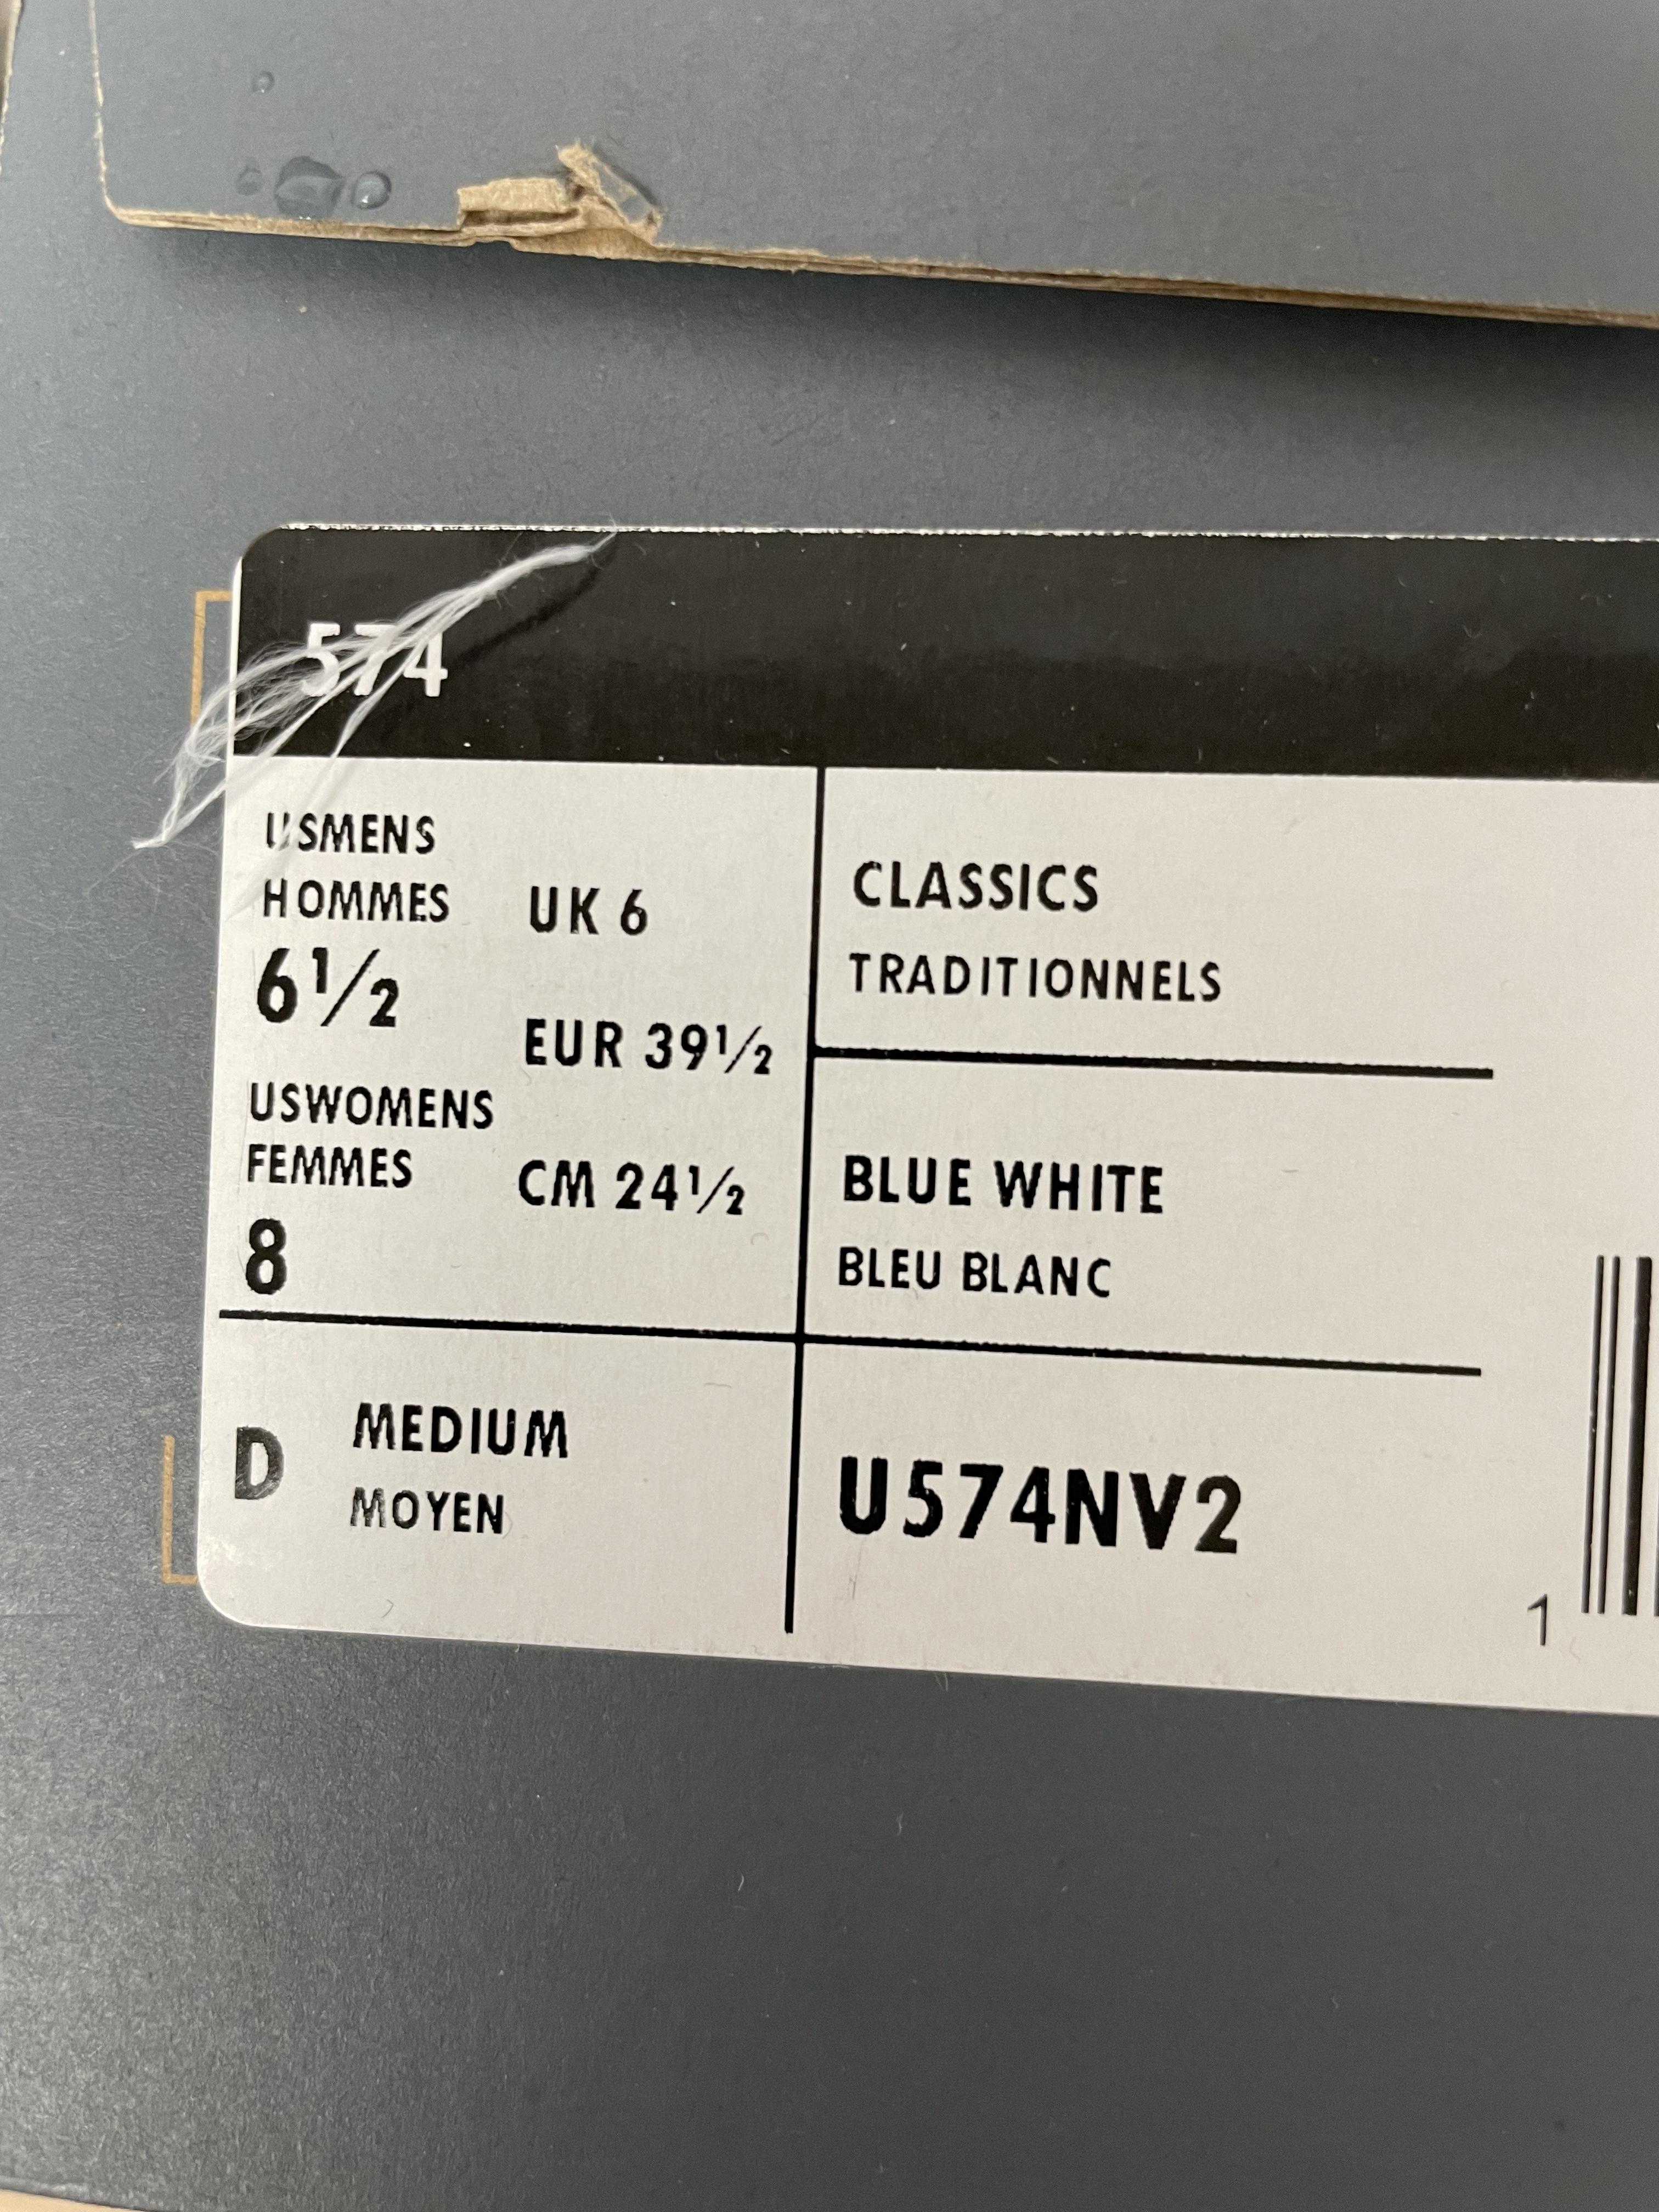 574
USMENS
HOMMES
6½
UK 6
EUR 39½
USWOMENS
FEMMES
8
CM 24½
CLASSICS
TRADITIONNELS
BLUE WHITE
BLEU BLANC
D
MEDIUM
MOYEN
U574NV2
1